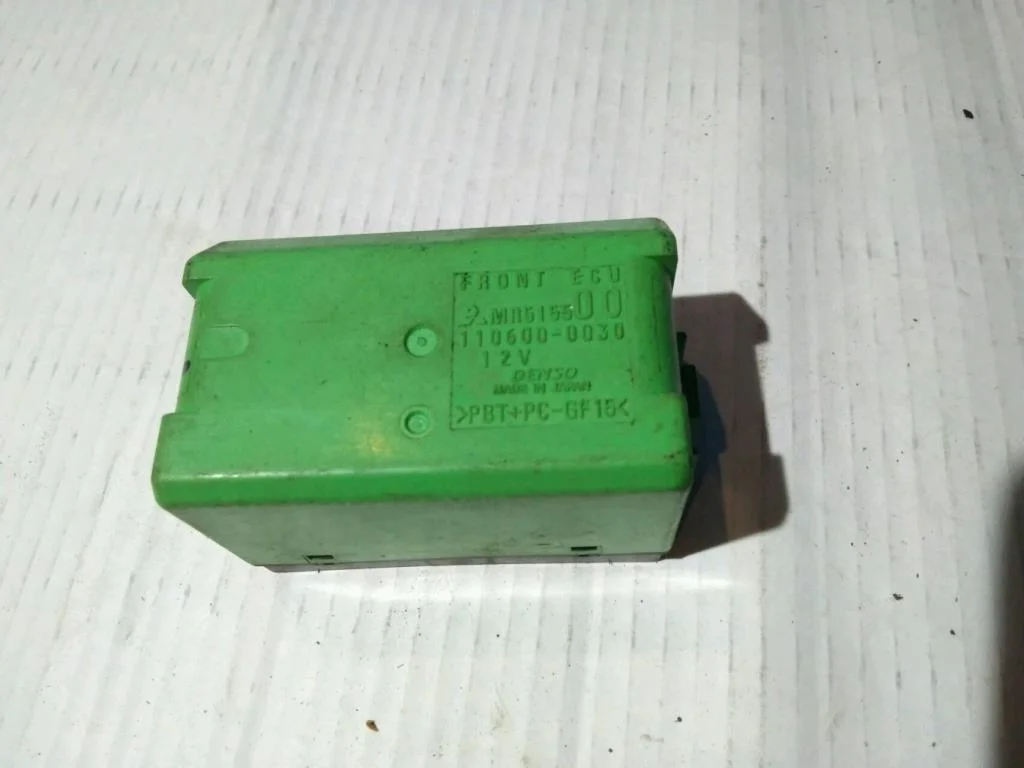 FRONT ECU
MR515500
110600-0030
12V
DENSO
MADE IN JAPAN
>PBT+PC-GF15<